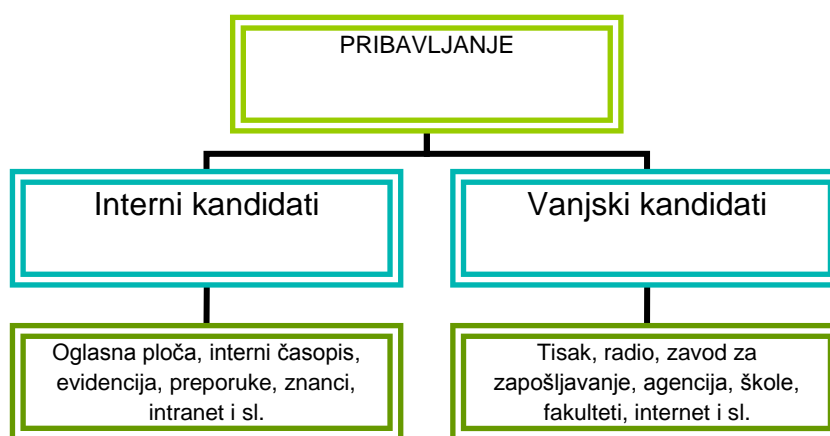 PRIBAVLJANJE
Interni kandidati
Vanjski kandidati
Oglasna ploča, interni časopis,
evidencija, preporuke, znanci,
intranet i sl.
Tisak, radio, zavod za
zapošljavanje, agencija, škole,
fakulteti, internet i sl.